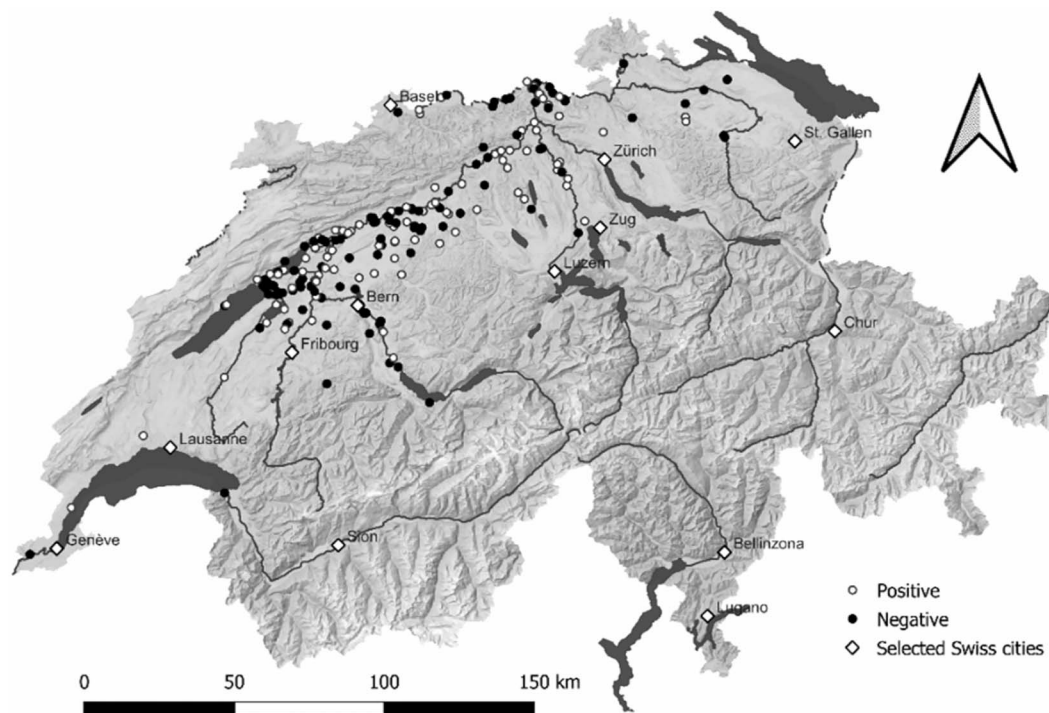 Basel
St. Gallen
Zürich
Zug
Luzern
Bern
Chur
Fribourg
Lausanne
Genève
Sion
Bellinzona
Lugano
Positive
Negative
Selected Swiss cities
0 50 100 150 km